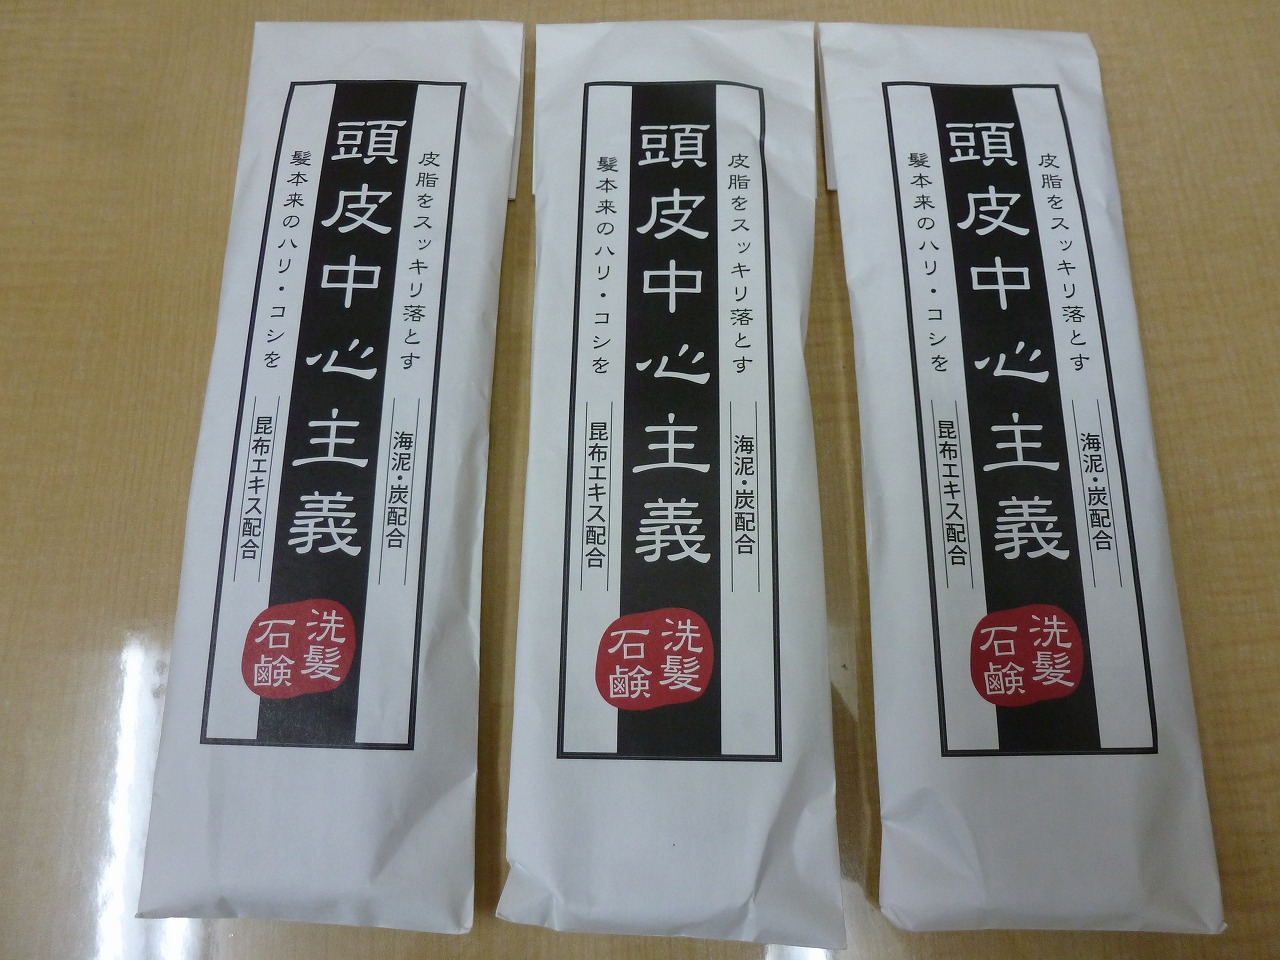 皮脂をスッキリ落とす
海泥・炭配合
頭皮中心主義
髪本来のハリ・コシを
昆布エキス配合
洗髪
石鹸
皮脂をスッキリ落とす
海泥・炭配合
頭皮中心主義
髪本来のハリ・コシを
昆布エキス配合
洗髪
石鹸
皮脂をスッキリ落とす
海泥・炭配合
頭皮中心主義
髪本来のハリ・コシを
昆布エキス配合
洗髪
石鹸